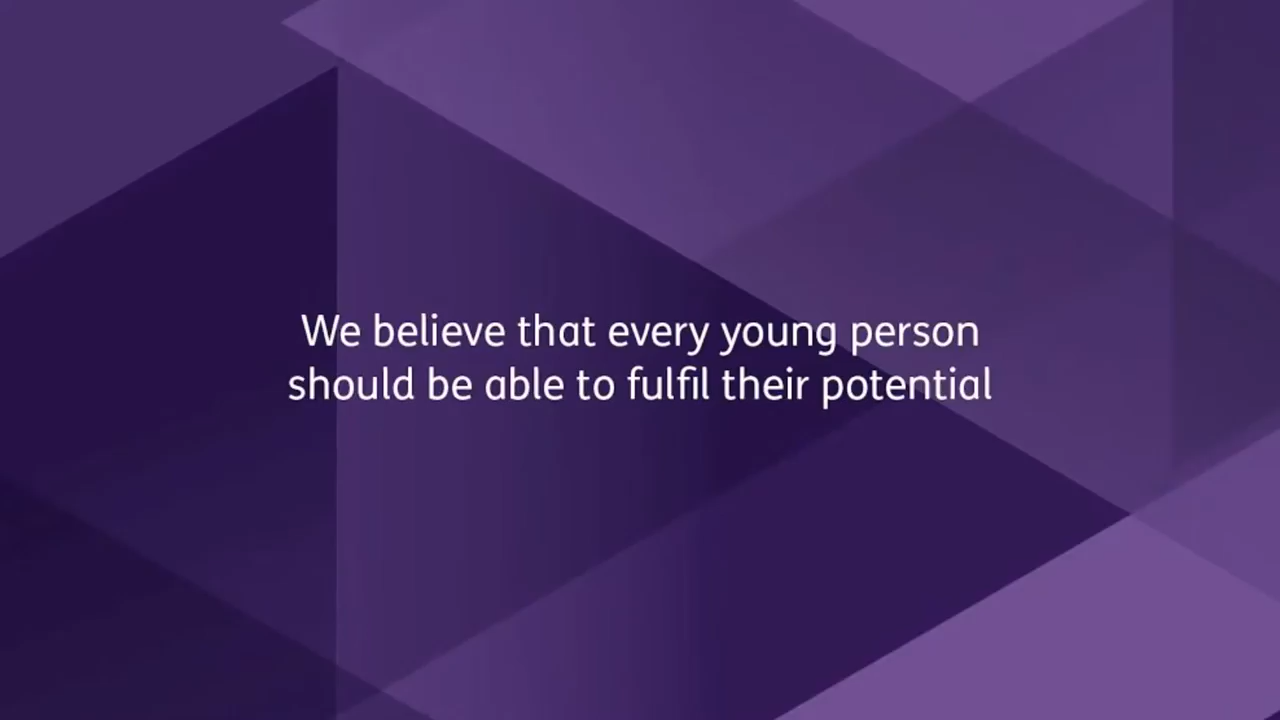 We believe that every young person
should be able to fulfil their potential